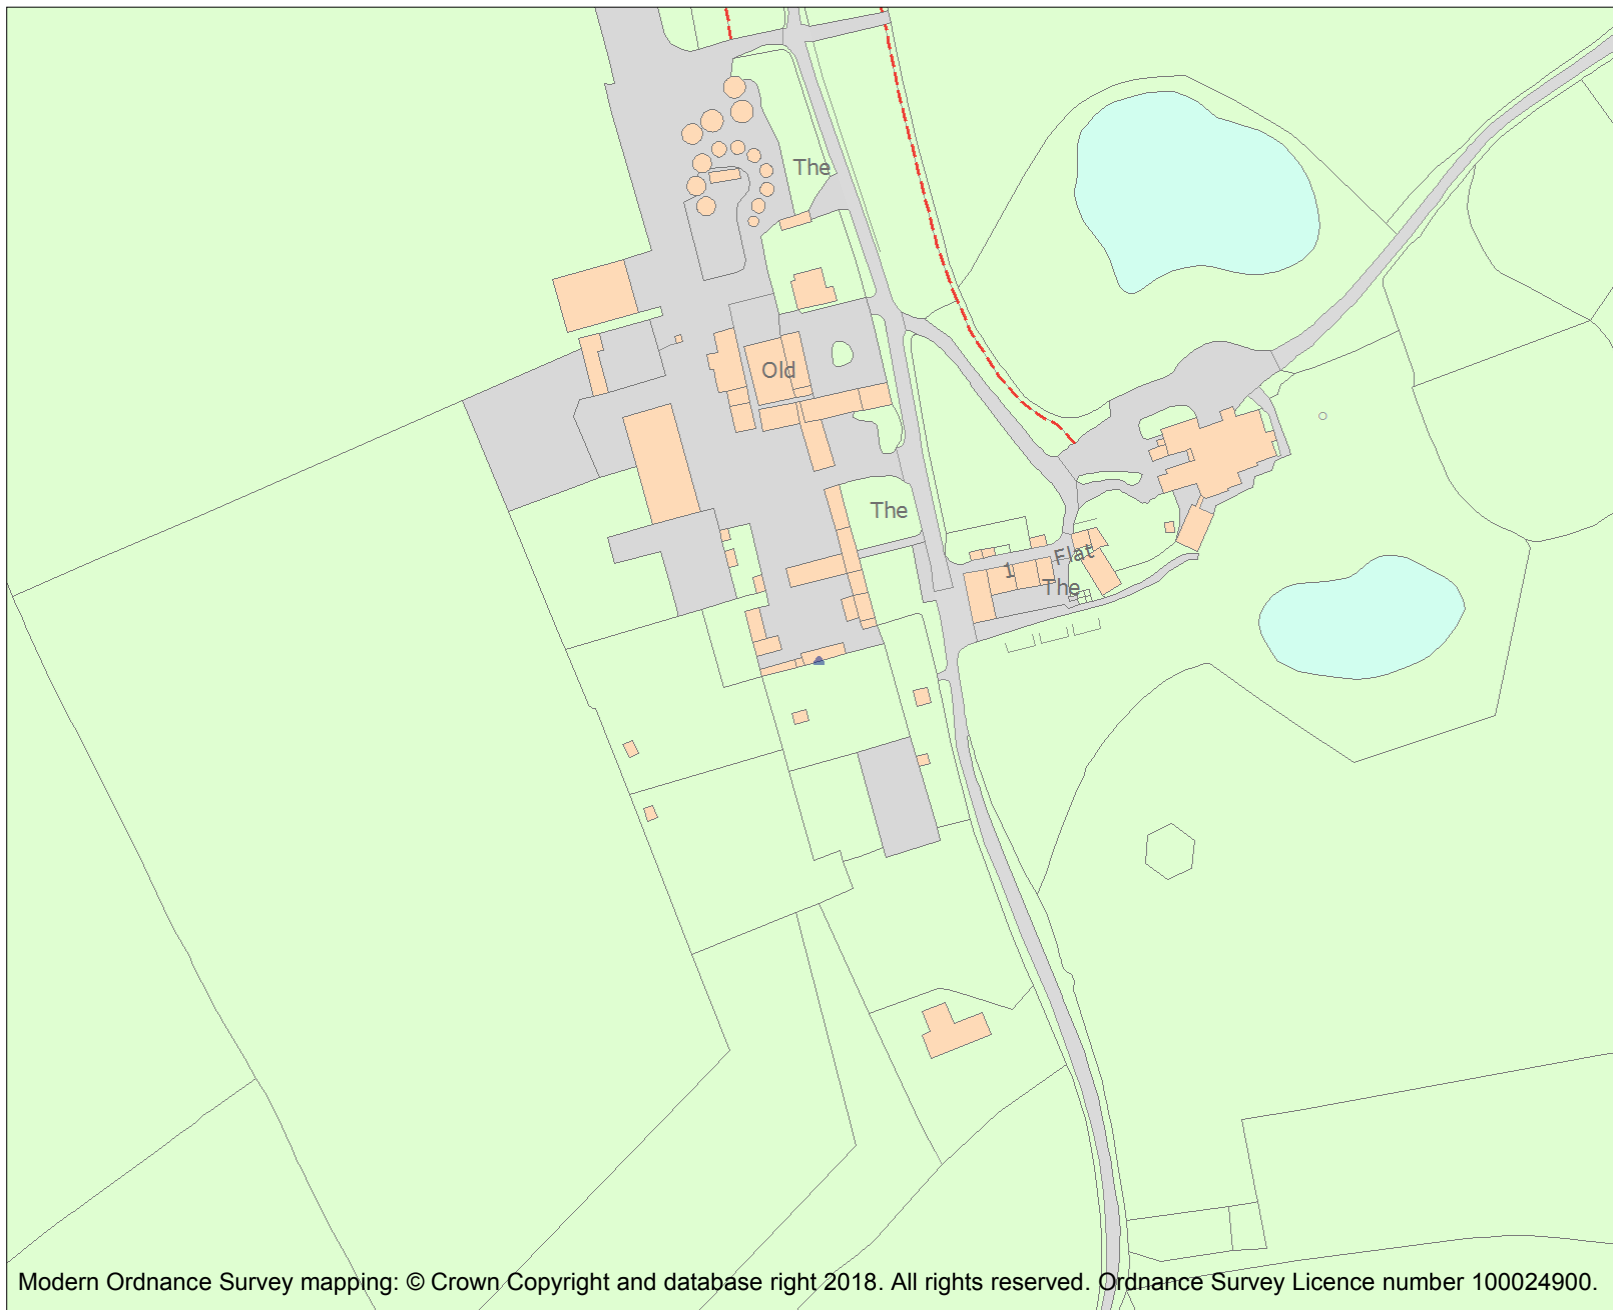 The
Old
The
1
Flat
The
Modern Ordnance Survey mapping: © Crown Copyright and database right 2018. All rights reserved. Ordnance Survey Licence number 100024900.